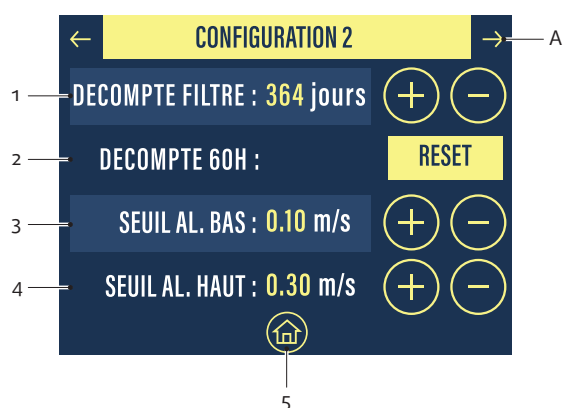 ← CONFIGURATION 2 → A
1 DECOMPTE FILTRE : 364 jours + −
2 DECOMPTE 60H : RESET
3 SEUIL AL. BAS : 0.10 m/s + −
4 SEUIL AL. HAUT : 0.30 m/s + −
5